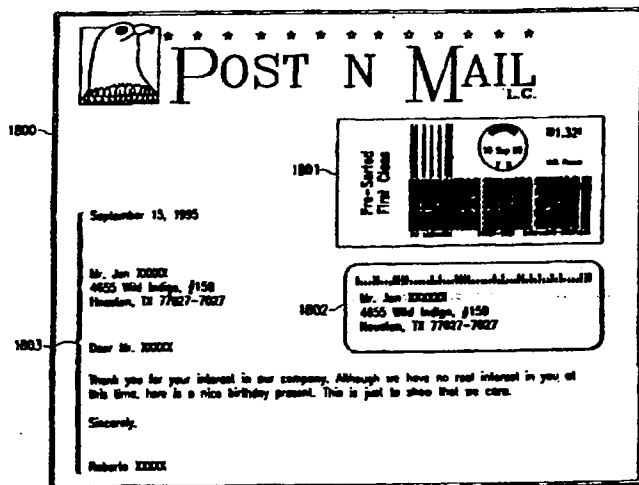 POST N MAIL
L.C.
1800
1801
Pre-Sorted
First Class
$1.32
September 13, 1995
Mr. Jon XXXXX
4655 Wild Indigo, #150
Houston, TX 77027-7027
1802
Mr. Jon XXXXXX
4655 Wild Indigo, #150
Houston, TX 77027-7027
1803
Dear Mr. XXXXX
Thank you for your interest in our company. Although we have no real interest in you at
this time, here is a nice birthday present. This is just to show that we care.
Sincerely,
Roberto XXXXX